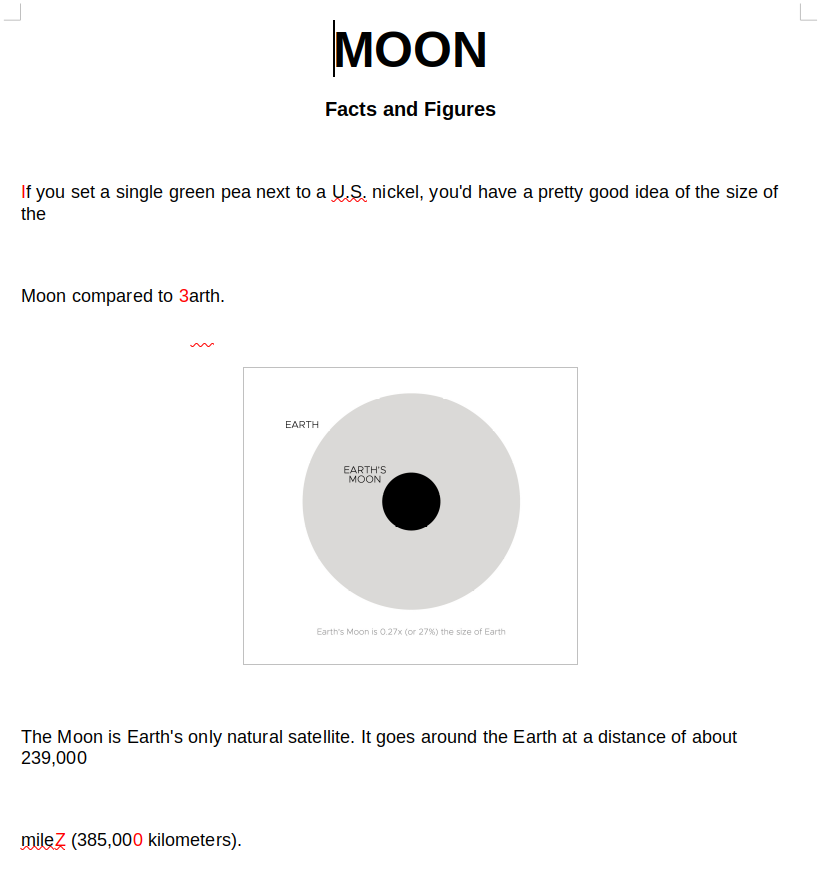 MOON
Facts and Figures
If you set a single green pea next to a U.S. nickel, you'd have a pretty good idea of the size of
the
Moon compared to 3arth.
EARTH
EARTH'S
MOON
Earth's Moon is 0.27x (or 27%) the size of Earth
The Moon is Earth's only natural satellite. It goes around the Earth at a distance of about
239,000
mileZ (385,000 kilometers).